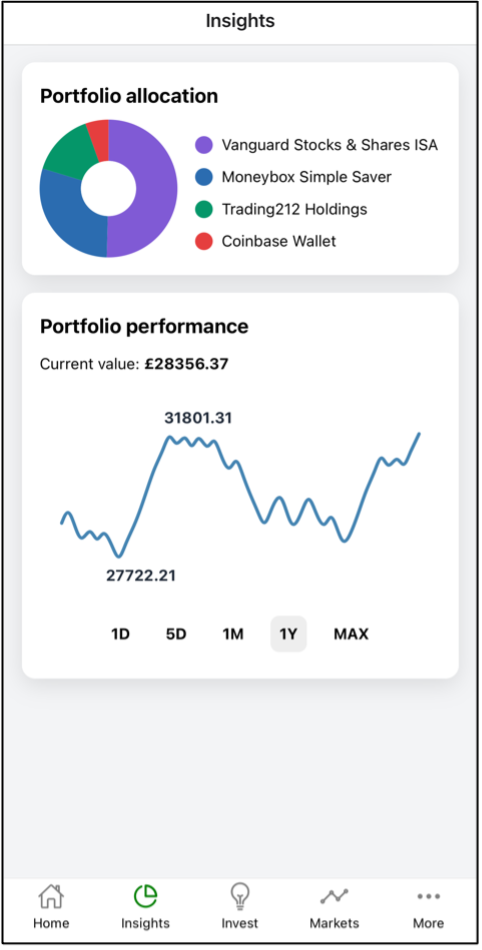 Insights
Portfolio allocation
Vanguard Stocks & Shares ISA
Moneybox Simple Saver
Trading212 Holdings
Coinbase Wallet
Portfolio performance
Current value: £28356.37
31801.31
27722.21
1D 5D 1M 1Y MAX
Home Insights Invest Markets More